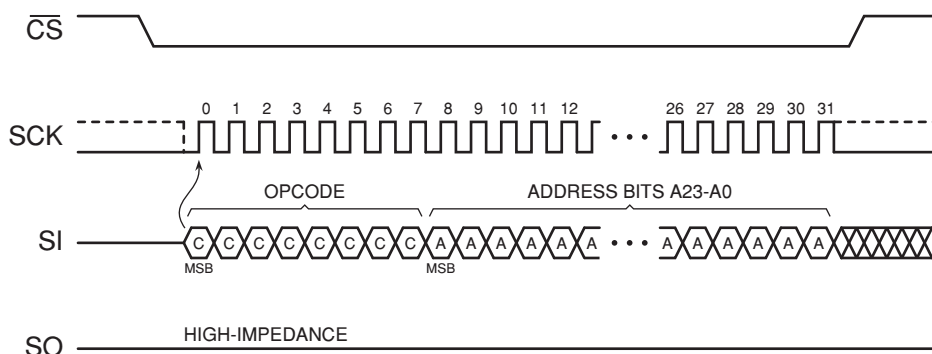 CS
SCK
0 1 2 3 4 5 6 7 8 9 10 11 12 26 27 28 29 30 31
OPCODE
ADDRESS BITS A23-A0
SI
C C C C C C C C A A A A A A A A A A A A
MSB
MSB
HIGH-IMPEDANCE
SO